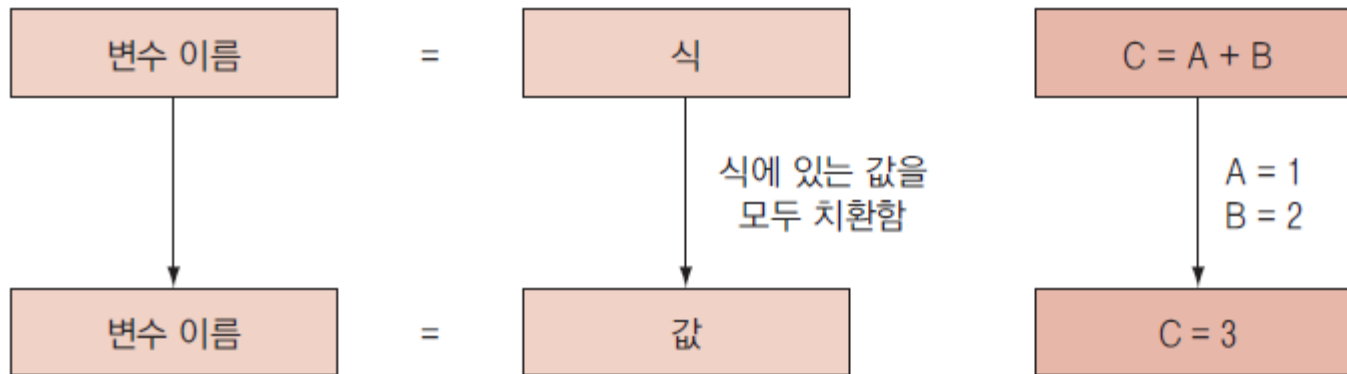 변수 이름 = 식 C = A + B
식에 있는 값을
모두 치환함
A = 1
B = 2
변수 이름 = 값 C = 3